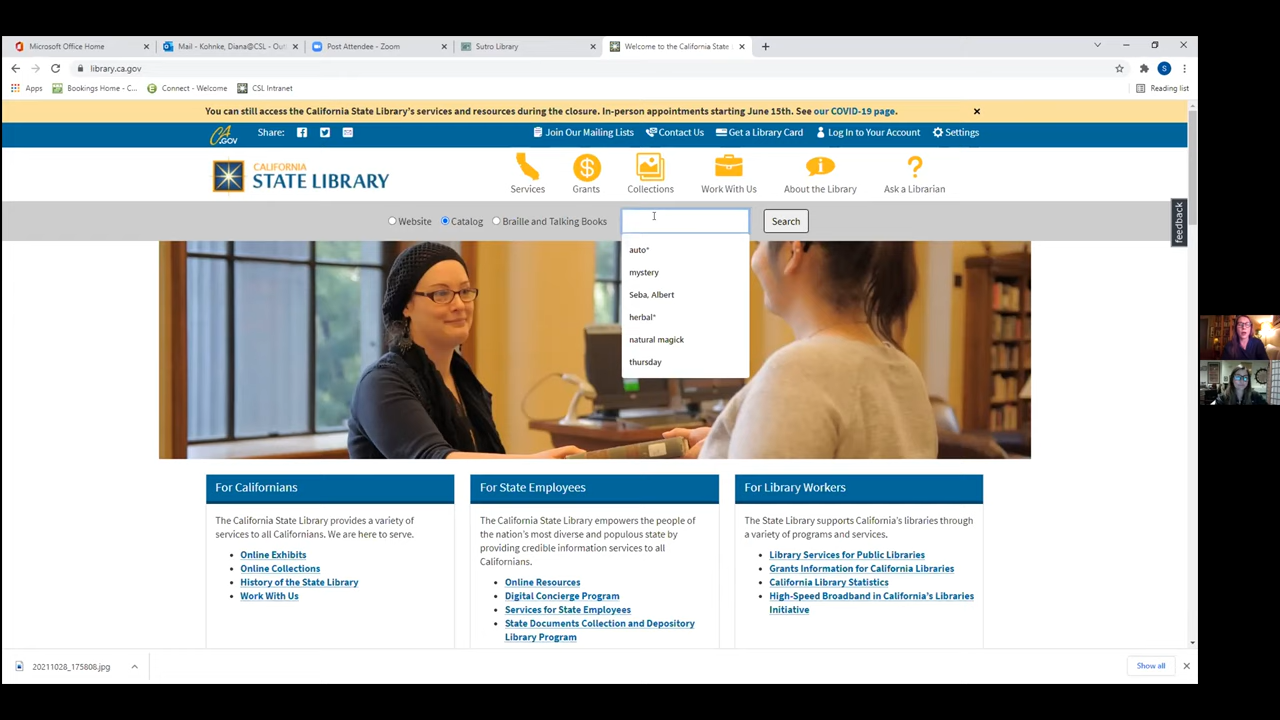 Microsoft Office Home
Mail - Kohnke, Diana@CSL - Out
Post Attendee - Zoom
Sutro Library
Welcome to the California State
library.ca.gov
Apps
Bookings Home - C...
Connect - Welcome
CSL Intranet
Reading list
You can still access the California State Library's services and resources during the closure. In-person appointments starting June 15th. See our COVID-19 page.
CA.GOV
Share:
Join Our Mailing Lists
Contact Us
Get a Library Card
Log In to Your Account
Settings
CALIFORNIA
STATE LIBRARY
Services
Grants
Collections
Work With Us
About the Library
Ask a Librarian
Website
Catalog
Braille and Talking Books
Search
feedback
auto*
mystery
Seba, Albert
herbal*
natural magick
thursday
For Californians
The California State Library provides a variety of
services to all Californians. We are here to serve.
Online Exhibits
Online Collections
History of the State Library
Work With Us
For State Employees
The California State Library empowers the people of
the nation's most diverse and populous state by
providing credible information services to all
Californians.
Online Resources
Digital Concierge Program
Services for State Employees
State Documents Collection and Depository
Library Program
For Library Workers
The State Library supports California's libraries through
a variety of programs and services.
Library Services for Public Libraries
Grants Information for California Libraries
California Library Statistics
High-Speed Broadband in California's Libraries
Initiative
20211028_175808.jpg
Show all